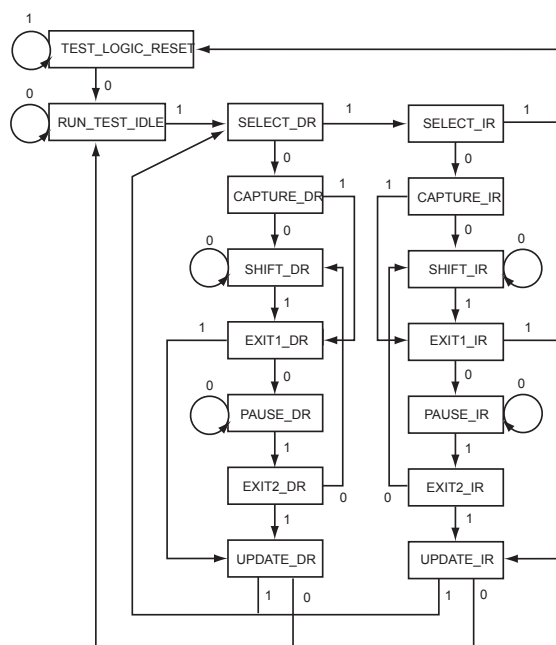 1
TEST_LOGIC_RESET
0
0
RUN_TEST_IDLE
1
SELECT_DR
1
SELECT_IR
1
0
0
CAPTURE_DR
1
1
CAPTURE_IR
0
0
0
SHIFT_DR
SHIFT_IR
0
1
1
1
EXIT1_DR
EXIT1_IR
1
0
0
0
PAUSE_DR
PAUSE_IR
0
1
1
EXIT2_DR
0
0
EXIT2_IR
1
1
UPDATE_DR
UPDATE_IR
1
0
1
0